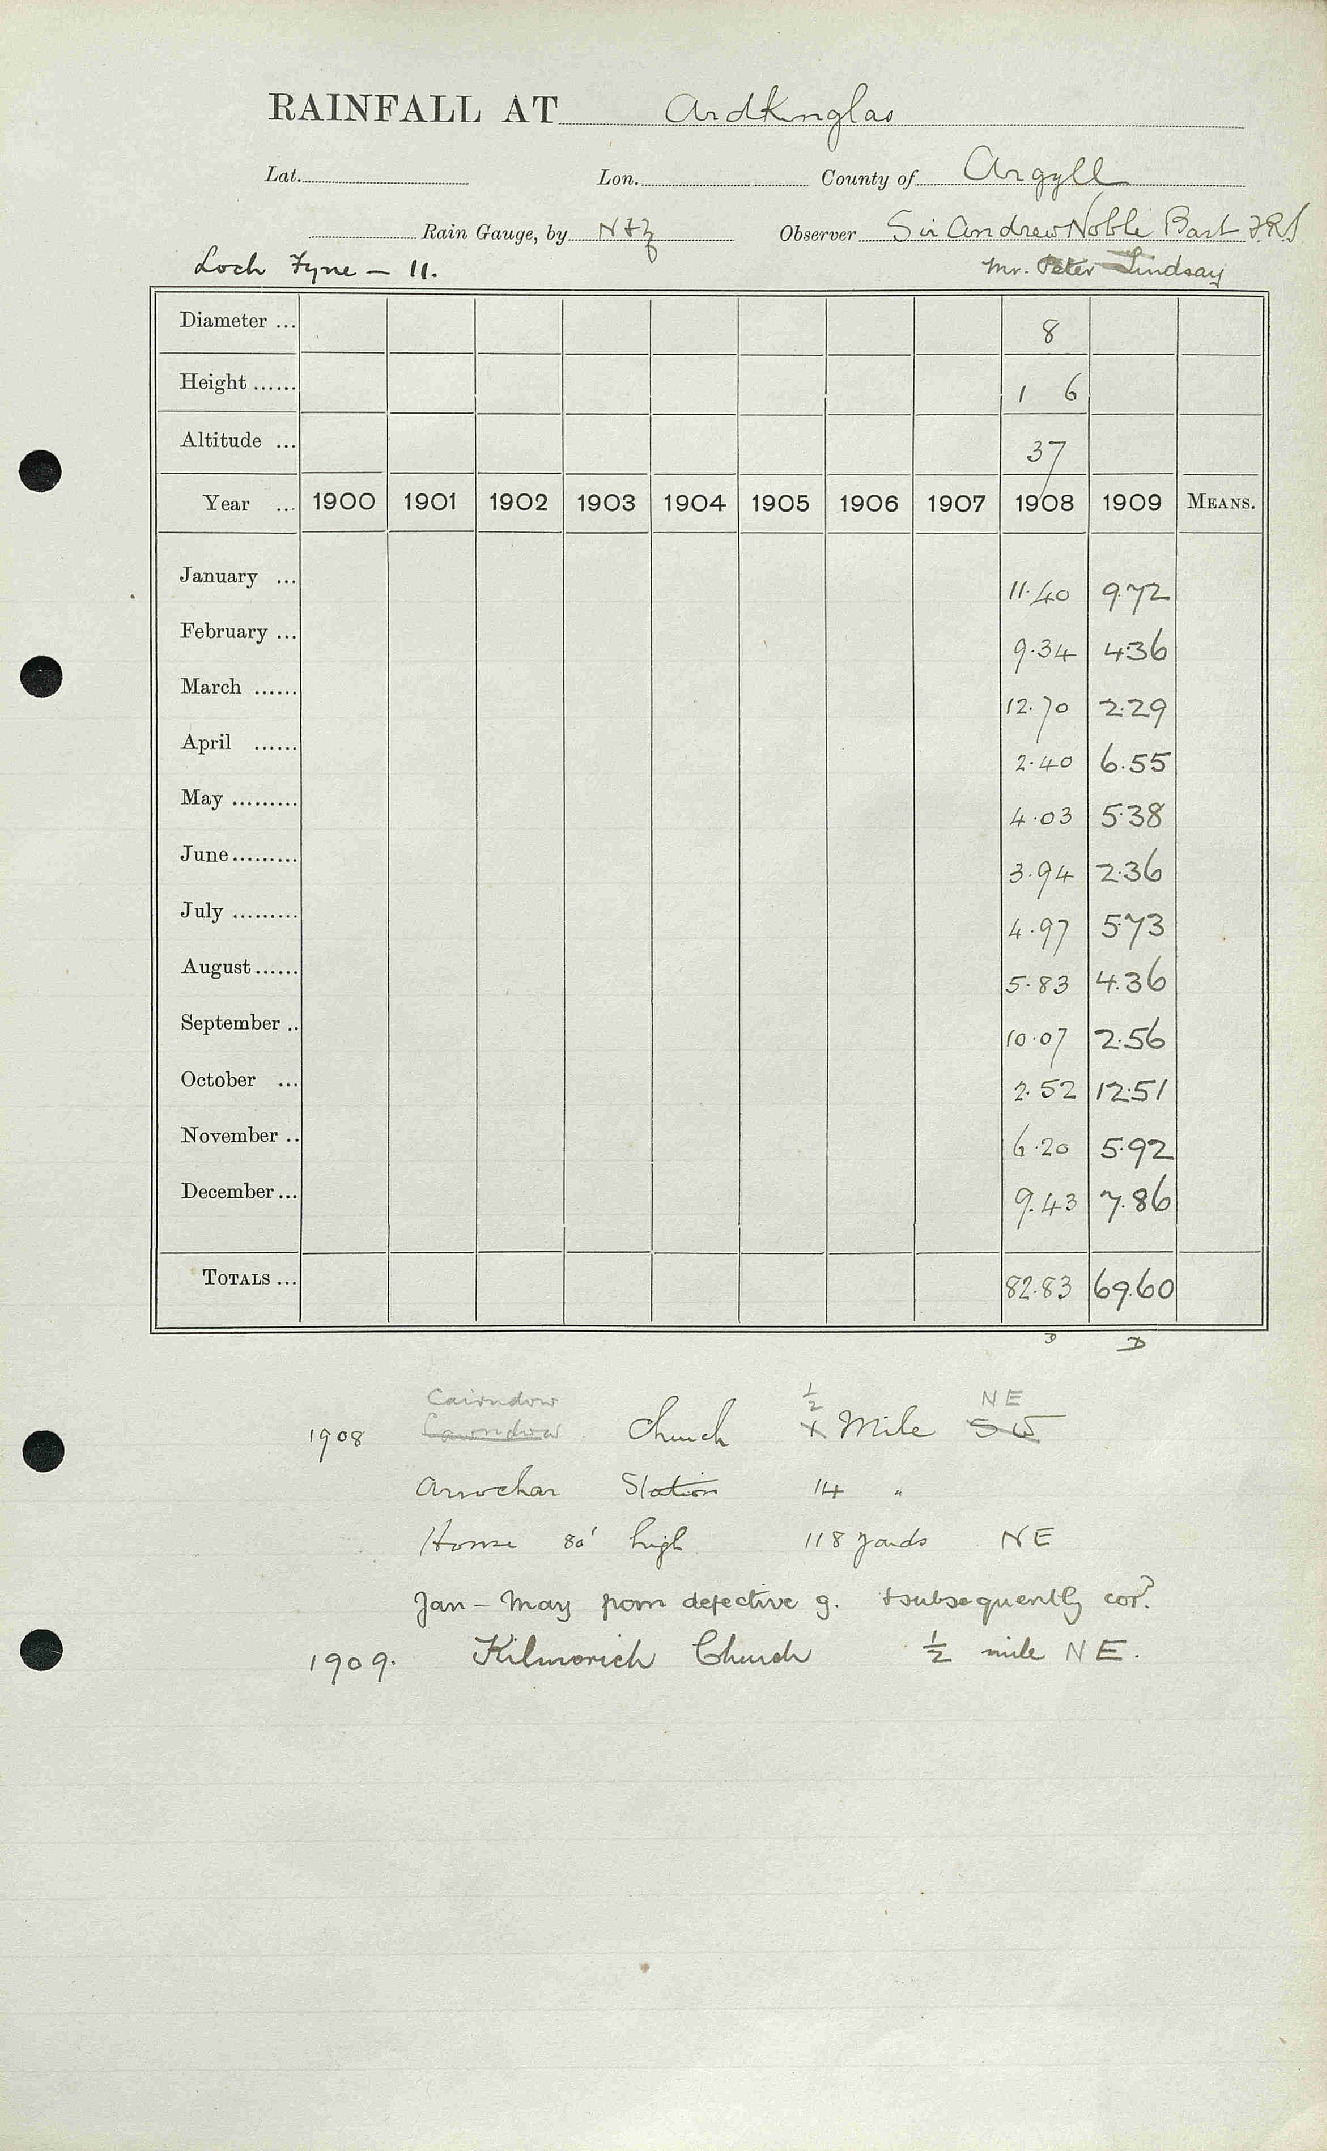 RAINFALL AT Ardkinglas
Lat. Lon. County of Argyll
Rain Gauge, by N & Z Observer Sir Andrew Noble Bart FRS
Loch Fyne — 11. Mr. Peter Lindsay
Diameter ... 8
Height ...... 1 6
Altitude ... 37
Year ... 1900 1901 1902 1903 1904 1905 1906 1907 1908 1909 MEANS.
January ... 11.40 9.72
February ... 9.34 4.36
March ...... 12.70 2.29
April ...... 2.40 6.55
May ......... 4.03 5.38
June ......... 3.94 2.36
July ......... 4.97 5.73
August ...... 5.83 4.36
September .. 10.07 2.56
October ... 2.52 12.51
November .. 6.20 5.92
December ... 9.43 7.86
TOTALS ... 82.83 69.60
D
Cairndow ½ NE
1908 Cairndow Church Mile SW
Arrochar Station 14 "
House 80' high 118 yards NE
Jan – May from defective g. & subsequently cor?
1909. Kilmorich Church ½ mile NE.